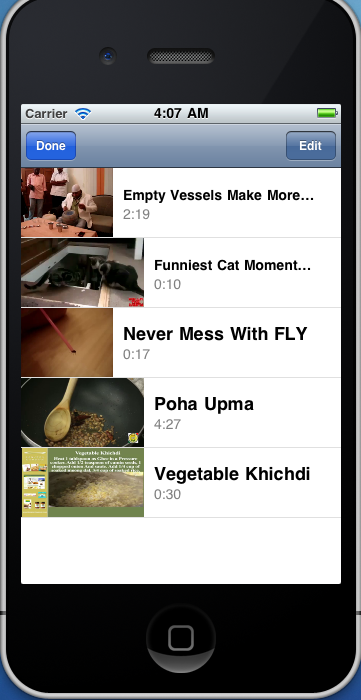 Carrier 4:07 AM
Done Edit
Empty Vessels Make More...
2:19
Funniest Cat Moment...
0:10
Never Mess With FLY
0:17
Poha Upma
4:27
Vegetable Khichdi
Vegetable Khichdi
0:30